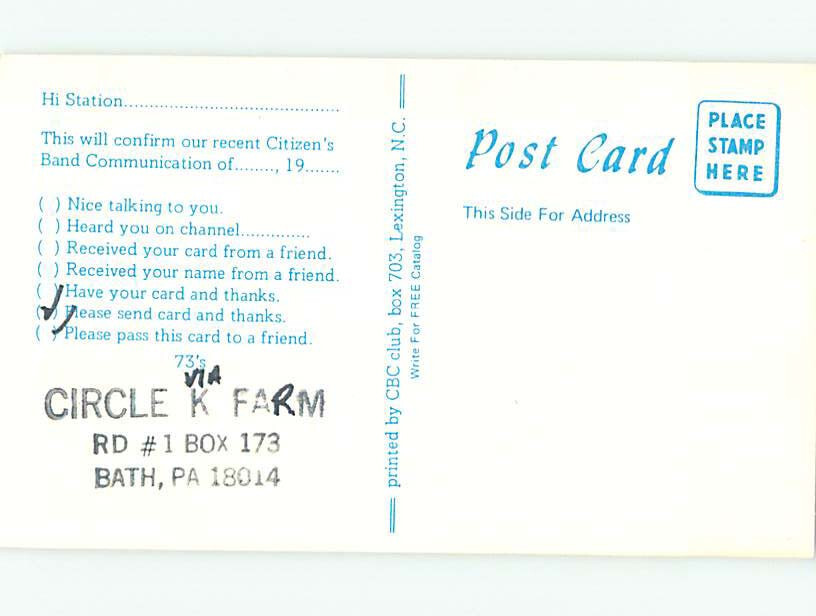 Hi Station..........................................
This will confirm our recent Citizen's
Band Communication of........, 19.......
( ) Nice talking to you.
( ) Heard you on channel..............
( ) Received your card from a friend.
( ) Received your name from a friend.
( ) Have your card and thanks.
(✓) Please send card and thanks.
( ) Please pass this card to a friend.
73's
VIA
CIRCLE K FARM
RD #1 BOX 173
BATH, PA 18014
printed by CBC club, box 703, Lexington, N.C.
Write For FREE Catalog
Post Card
This Side For Address
PLACE
STAMP
HERE